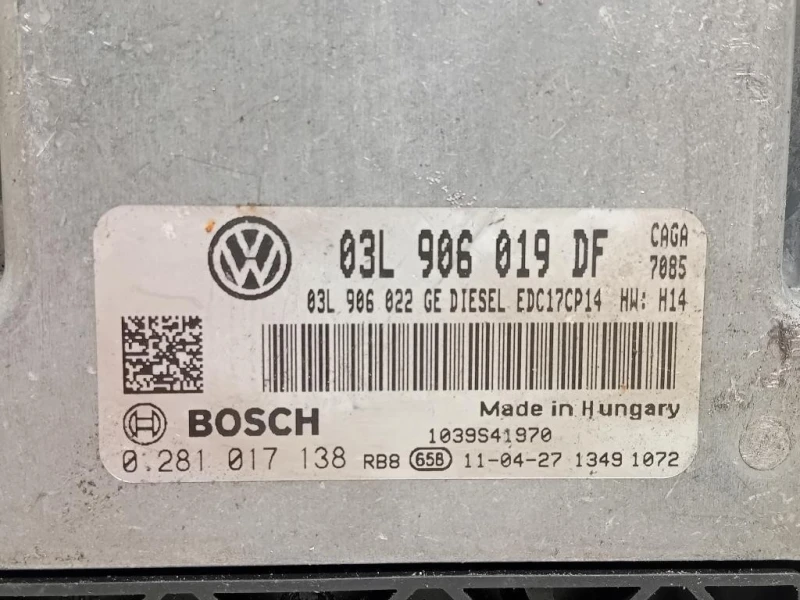 03L 906 019 DF CAGA
7085
03L 906 022 GE DIESEL EDC17CP14 HW: H14
BOSCH Made in Hungary
1039S41970
0.281 017 138 RB8 65B 11-04-27 1349 1072